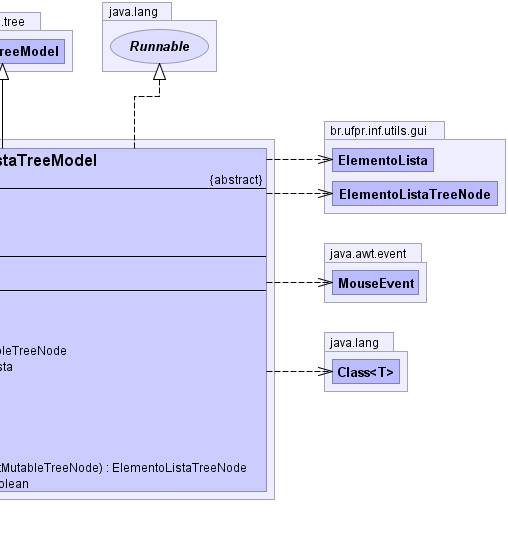 .tree
reeModel
java.lang
Runnable
staTreeModel
{abstract}
bleTreeNode
sta
tMutableTreeNode) : ElementoListaTreeNode
olean
br.ufpr.inf.utils.gui
ElementoLista
ElementoListaTreeNode
java.awt.event
MouseEvent
java.lang
Class<T>